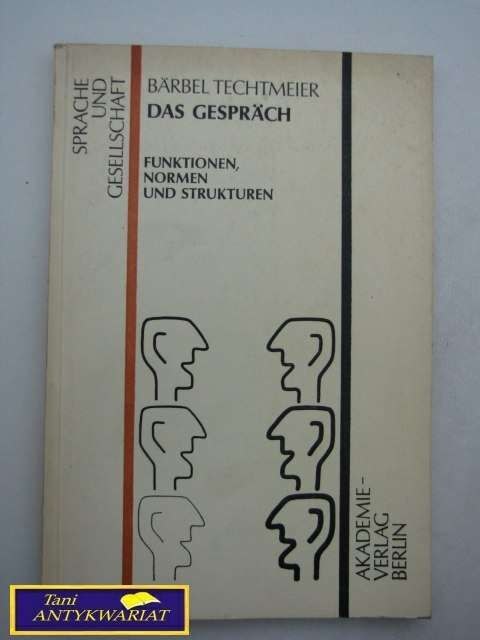 SPRACHE
UND
GESELLSCHAFT
BÄRBEL TECHTMEIER
DAS GESPRÄCH
FUNKTIONEN,
NORMEN
UND STRUKTUREN
AKADEMIE-
VERLAG
BERLIN
Tani
ANTYKWARIAT